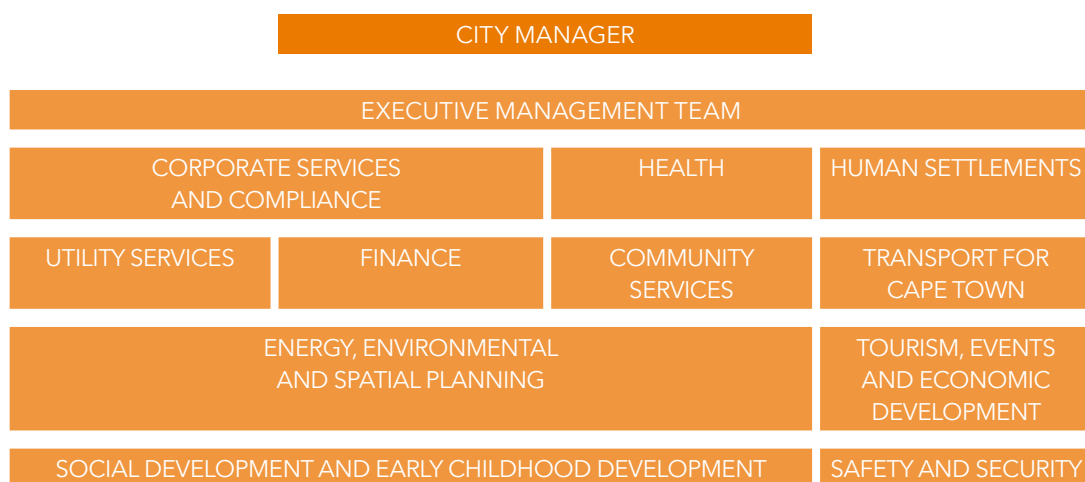 CITY MANAGER
EXECUTIVE MANAGEMENT TEAM
CORPORATE SERVICES
AND COMPLIANCE
HEALTH
HUMAN SETTLEMENTS
UTILITY SERVICES
FINANCE
COMMUNITY
SERVICES
TRANSPORT FOR
CAPE TOWN
ENERGY, ENVIRONMENTAL
AND SPATIAL PLANNING
TOURISM, EVENTS
AND ECONOMIC
DEVELOPMENT
SOCIAL DEVELOPMENT AND EARLY CHILDHOOD DEVELOPMENT
SAFETY AND SECURITY